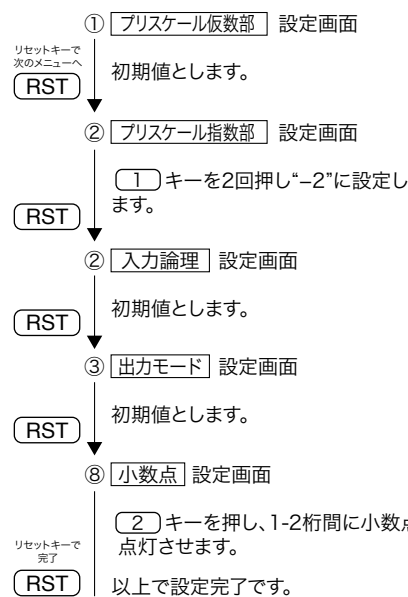 ① プリスケール仮数部 設定画面
リセットキーで
次のメニューへ
RST
初期値とします。
② プリスケール指数部 設定画面
1 キーを2回押し“–2”に設定し
ます。
RST
② 入力論理 設定画面
初期値とします。
RST
③ 出力モード 設定画面
初期値とします。
RST
⑧ 小数点 設定画面
2 キーを押し、1-2桁間に小数点
点灯させます。
リセットキーで
完了
RST
以上で設定完了です。